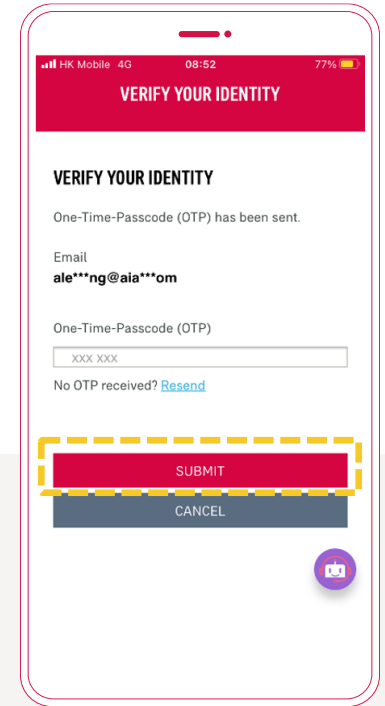 HK Mobile 4G 08:52 77%
VERIFY YOUR IDENTITY
VERIFY YOUR IDENTITY
One-Time-Passcode (OTP) has been sent.
Email
ale***ng@aia***om
One-Time-Passcode (OTP)
xxx xxx
No OTP received? Resend
SUBMIT
CANCEL